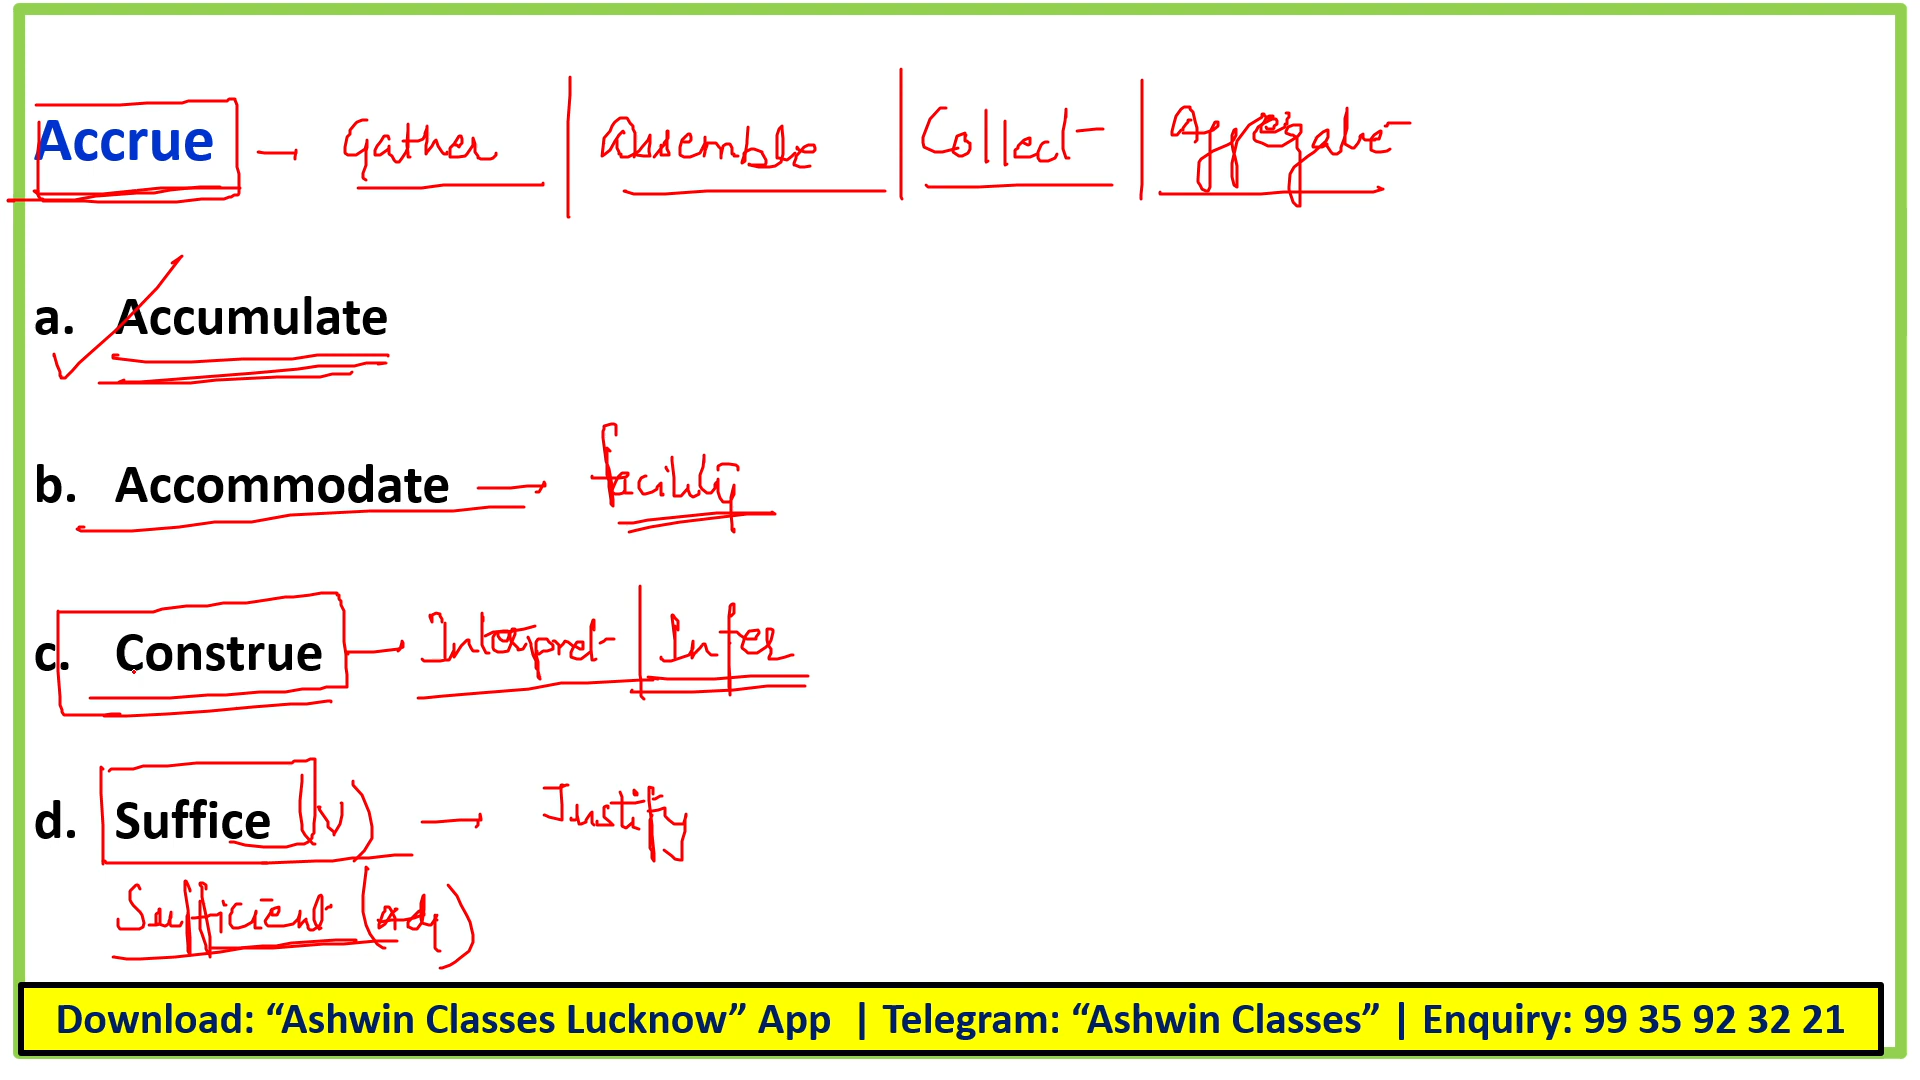 Accrue → Gather | Assemble | Collect | Aggregate
a. Accumulate
b. Accommodate → facility
c. Construe → Interpret | Infer
d. Suffice (v) → Justify
Sufficient (adj)
Download: “Ashwin Classes Lucknow” App | Telegram: “Ashwin Classes” | Enquiry: 99 35 92 32 21